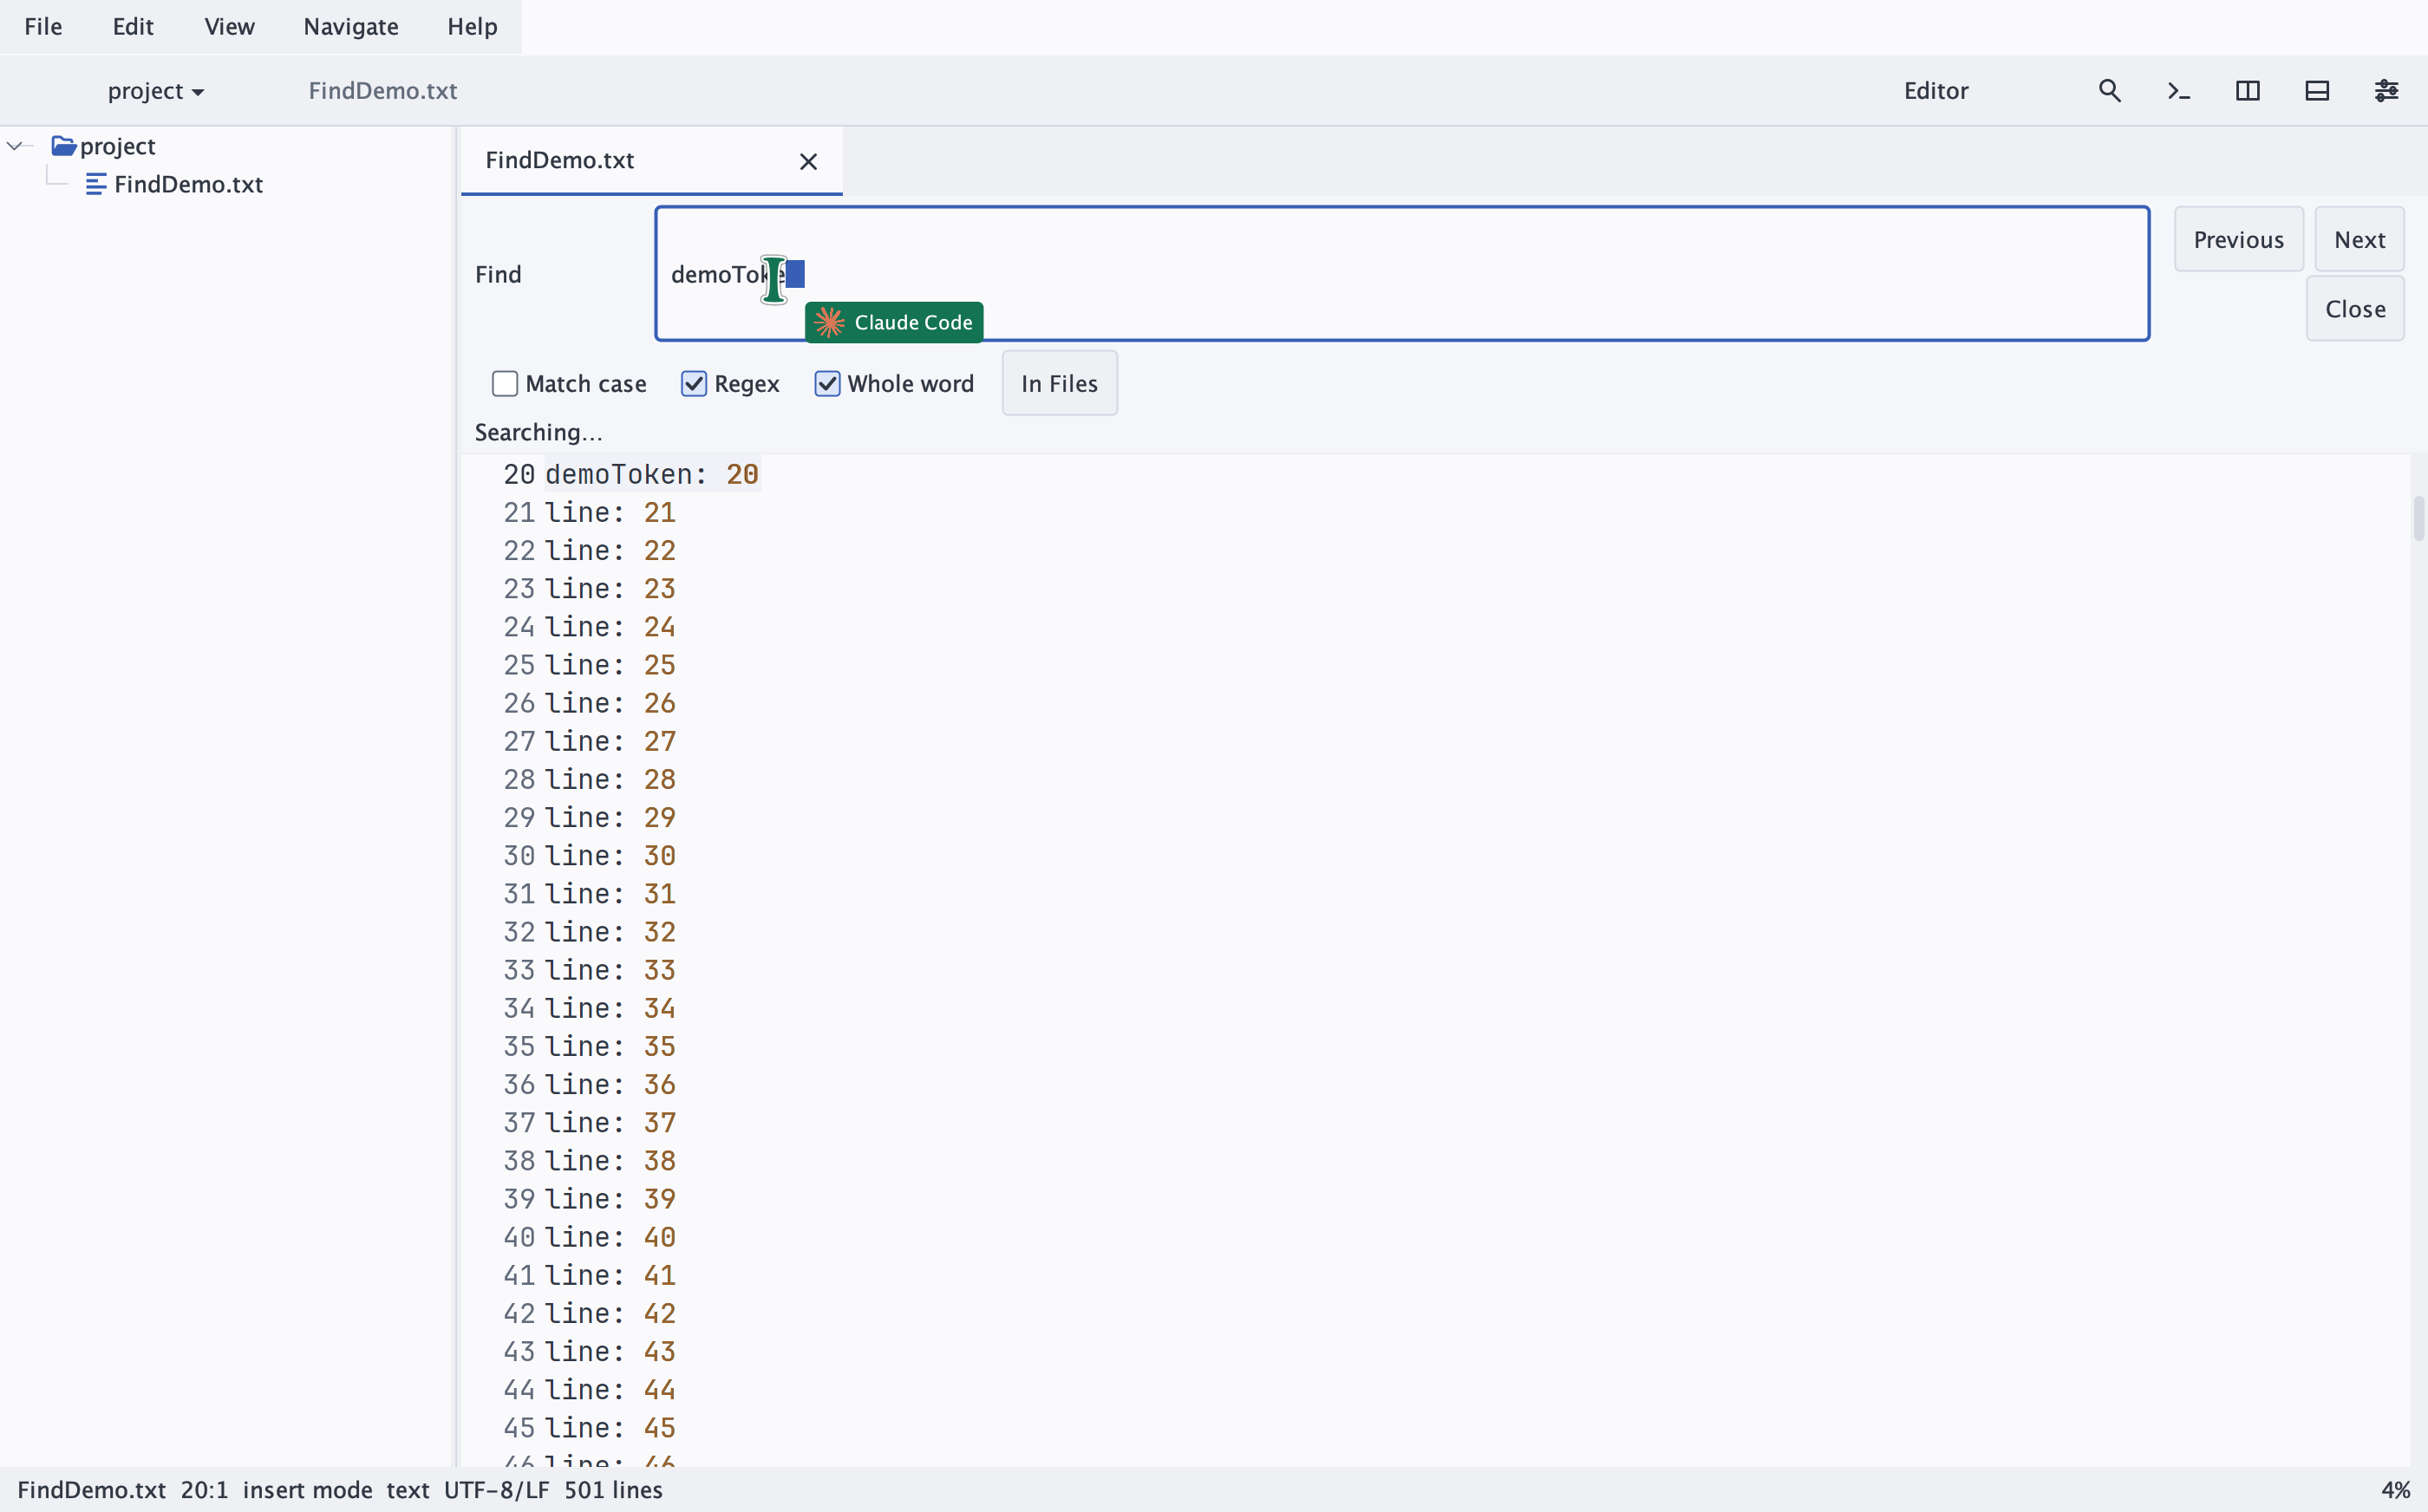 File Edit View Navigate Help
project FindDemo.txt Editor
project
FindDemo.txt
FindDemo.txt
Find
demoToke
Previous Next
Close
Claude Code
Match case Regex Whole word In Files
Searching...
20 demoToken: 20
21 line: 21
22 line: 22
23 line: 23
24 line: 24
25 line: 25
26 line: 26
27 line: 27
28 line: 28
29 line: 29
30 line: 30
31 line: 31
32 line: 32
33 line: 33
34 line: 34
35 line: 35
36 line: 36
37 line: 37
38 line: 38
39 line: 39
40 line: 40
41 line: 41
42 line: 42
43 line: 43
44 line: 44
45 line: 45
46 line: 46
FindDemo.txt 20:1 insert mode text UTF-8/LF 501 lines 4%